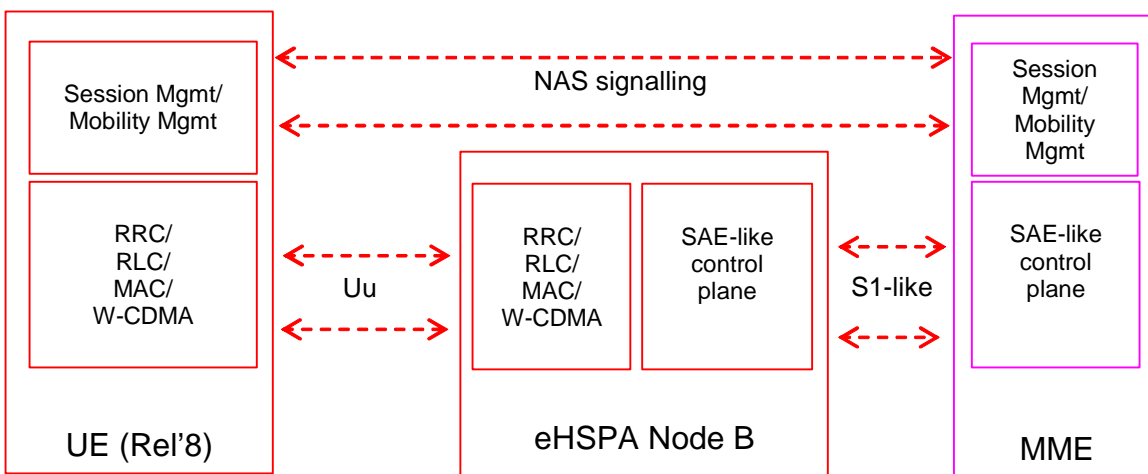 NAS signalling
Session Mgmt/
Mobility Mgmt
Session
Mgmt/
Mobility
Mgmt
RRC/
RLC/
MAC/
W-CDMA
Uu
RRC/
RLC/
MAC/
W-CDMA
SAE-like
control
plane
S1-like
SAE-like
control
plane
UE (Rel'8)
eHSPA Node B
MME